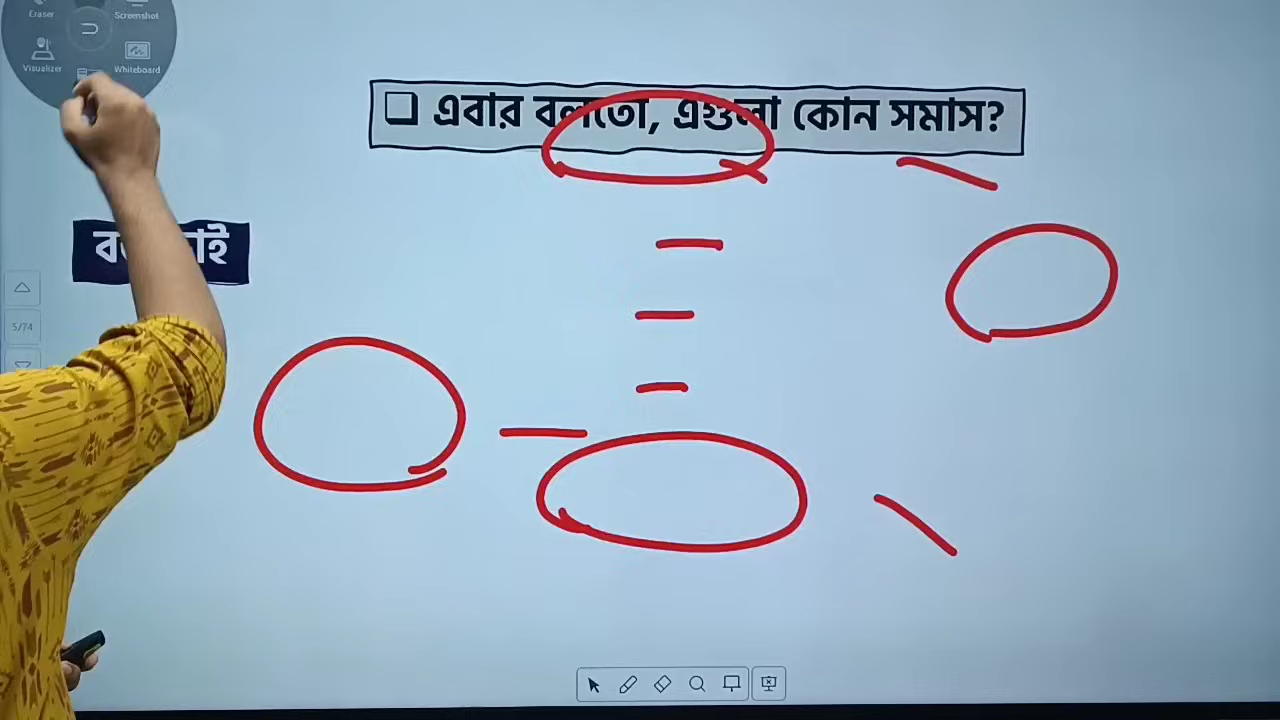 Eraser
Screenshot
Visualizer
Whiteboard
❑ এবার বলতো, এগুলা কোন সমাস?
5/74